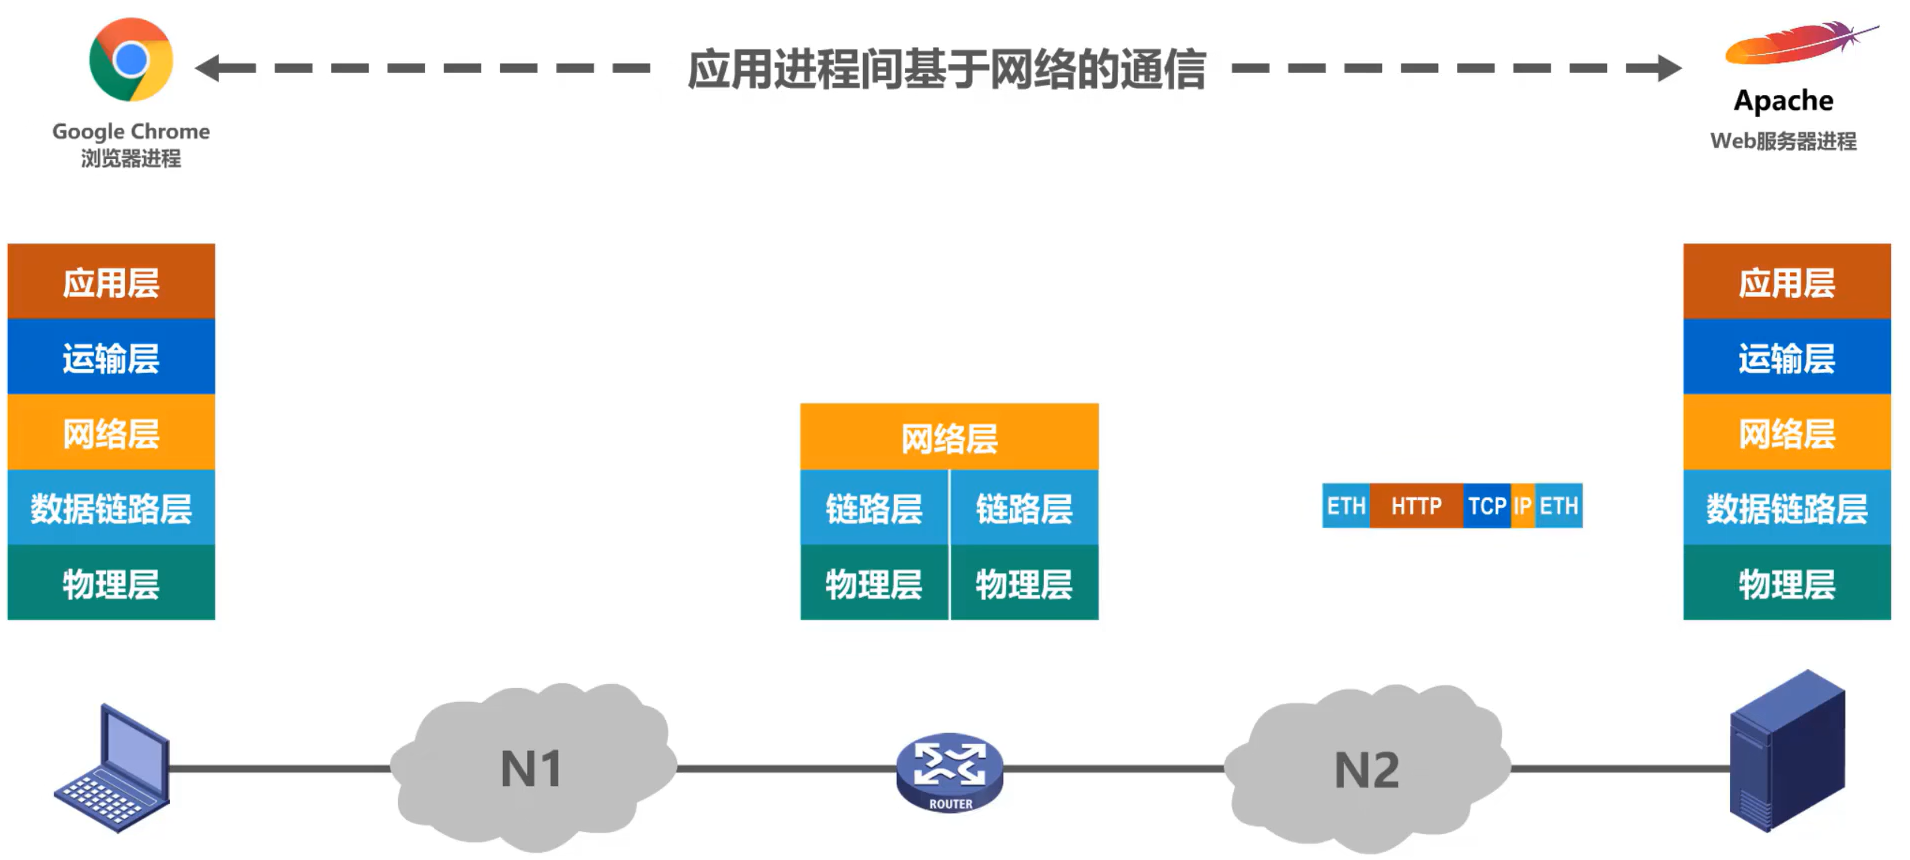 应用进程间基于网络的通信
Google Chrome
浏览器进程
Apache
Web服务器进程
应用层
运输层
网络层
数据链路层
物理层
网络层
链路层 链路层
物理层 物理层
ETH HTTP TCP IP ETH
应用层
运输层
网络层
数据链路层
物理层
N1
ROUTER
N2